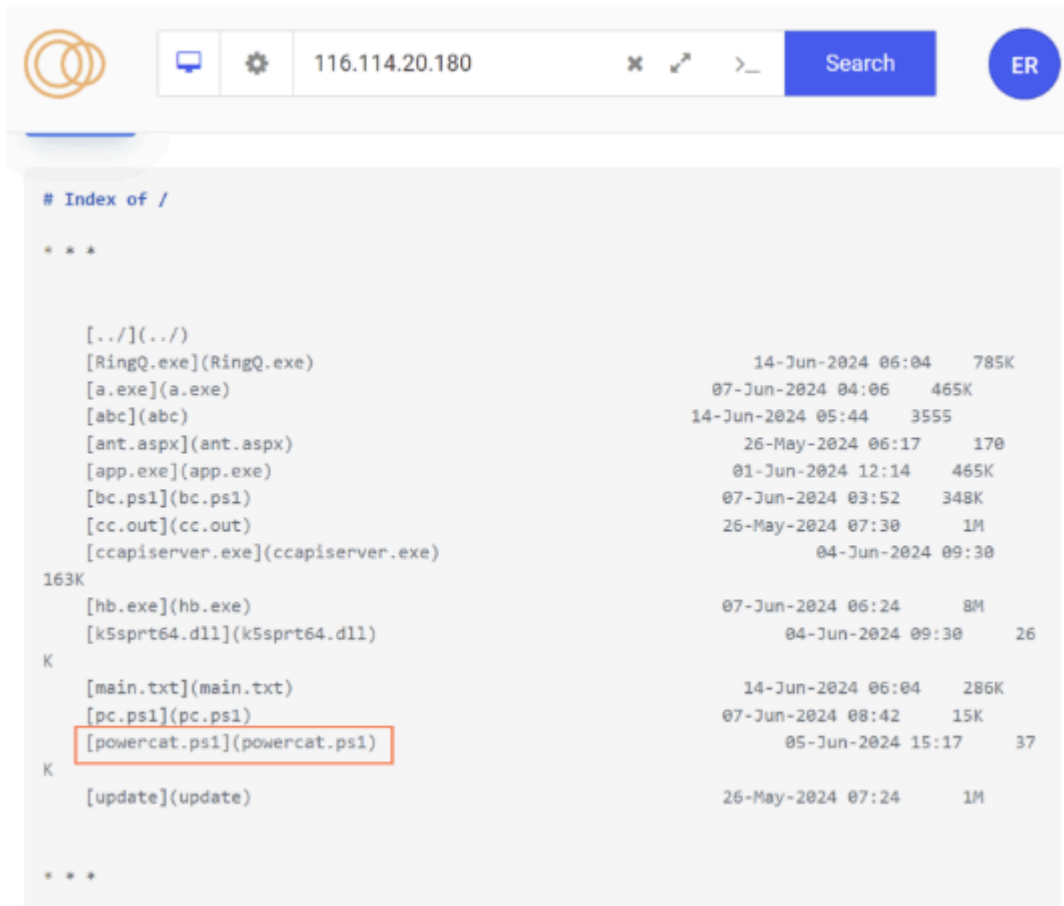 116.114.20.180 >_ Search ER
# Index of /
* * *
[../](../)
[RingQ.exe](RingQ.exe) 14-Jun-2024 06:04 785K
[a.exe](a.exe) 07-Jun-2024 04:06 465K
[abc](abc) 14-Jun-2024 05:44 3555
[ant.aspx](ant.aspx) 26-May-2024 06:17 170
[app.exe](app.exe) 01-Jun-2024 12:14 465K
[bc.ps1](bc.ps1) 07-Jun-2024 03:52 348K
[cc.out](cc.out) 26-May-2024 07:30 1M
[ccapiserver.exe](ccapiserver.exe) 04-Jun-2024 09:30
163K
[hb.exe](hb.exe) 07-Jun-2024 06:24 8M
[k5sprt64.dll](k5sprt64.dll) 04-Jun-2024 09:30 26
K
[main.txt](main.txt) 14-Jun-2024 06:04 286K
[pc.ps1](pc.ps1) 07-Jun-2024 08:42 15K
[powercat.ps1](powercat.ps1) 05-Jun-2024 15:17 37
K
[update](update) 26-May-2024 07:24 1M
* * *